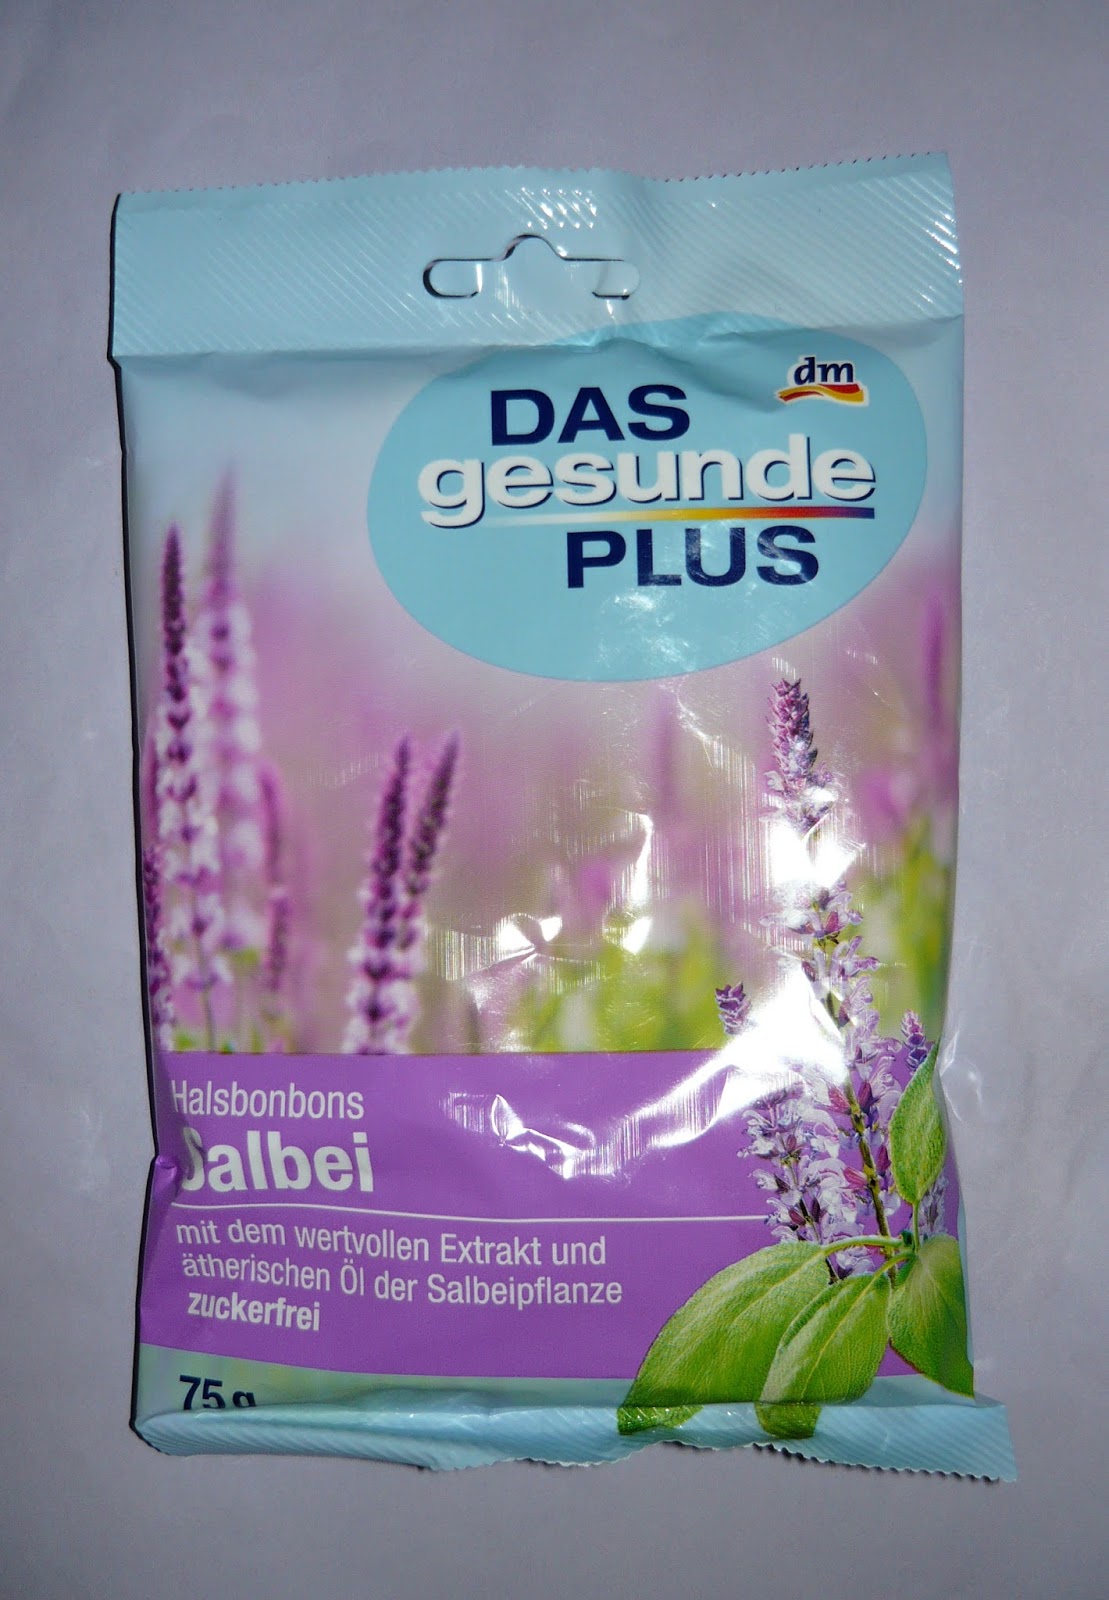 dm
DAS
gesunde
PLUS
Halsbonbons
Salbei
mit dem wertvollen Extrakt und
ätherischen Öl der Salbeipflanze
zuckerfrei
75 g